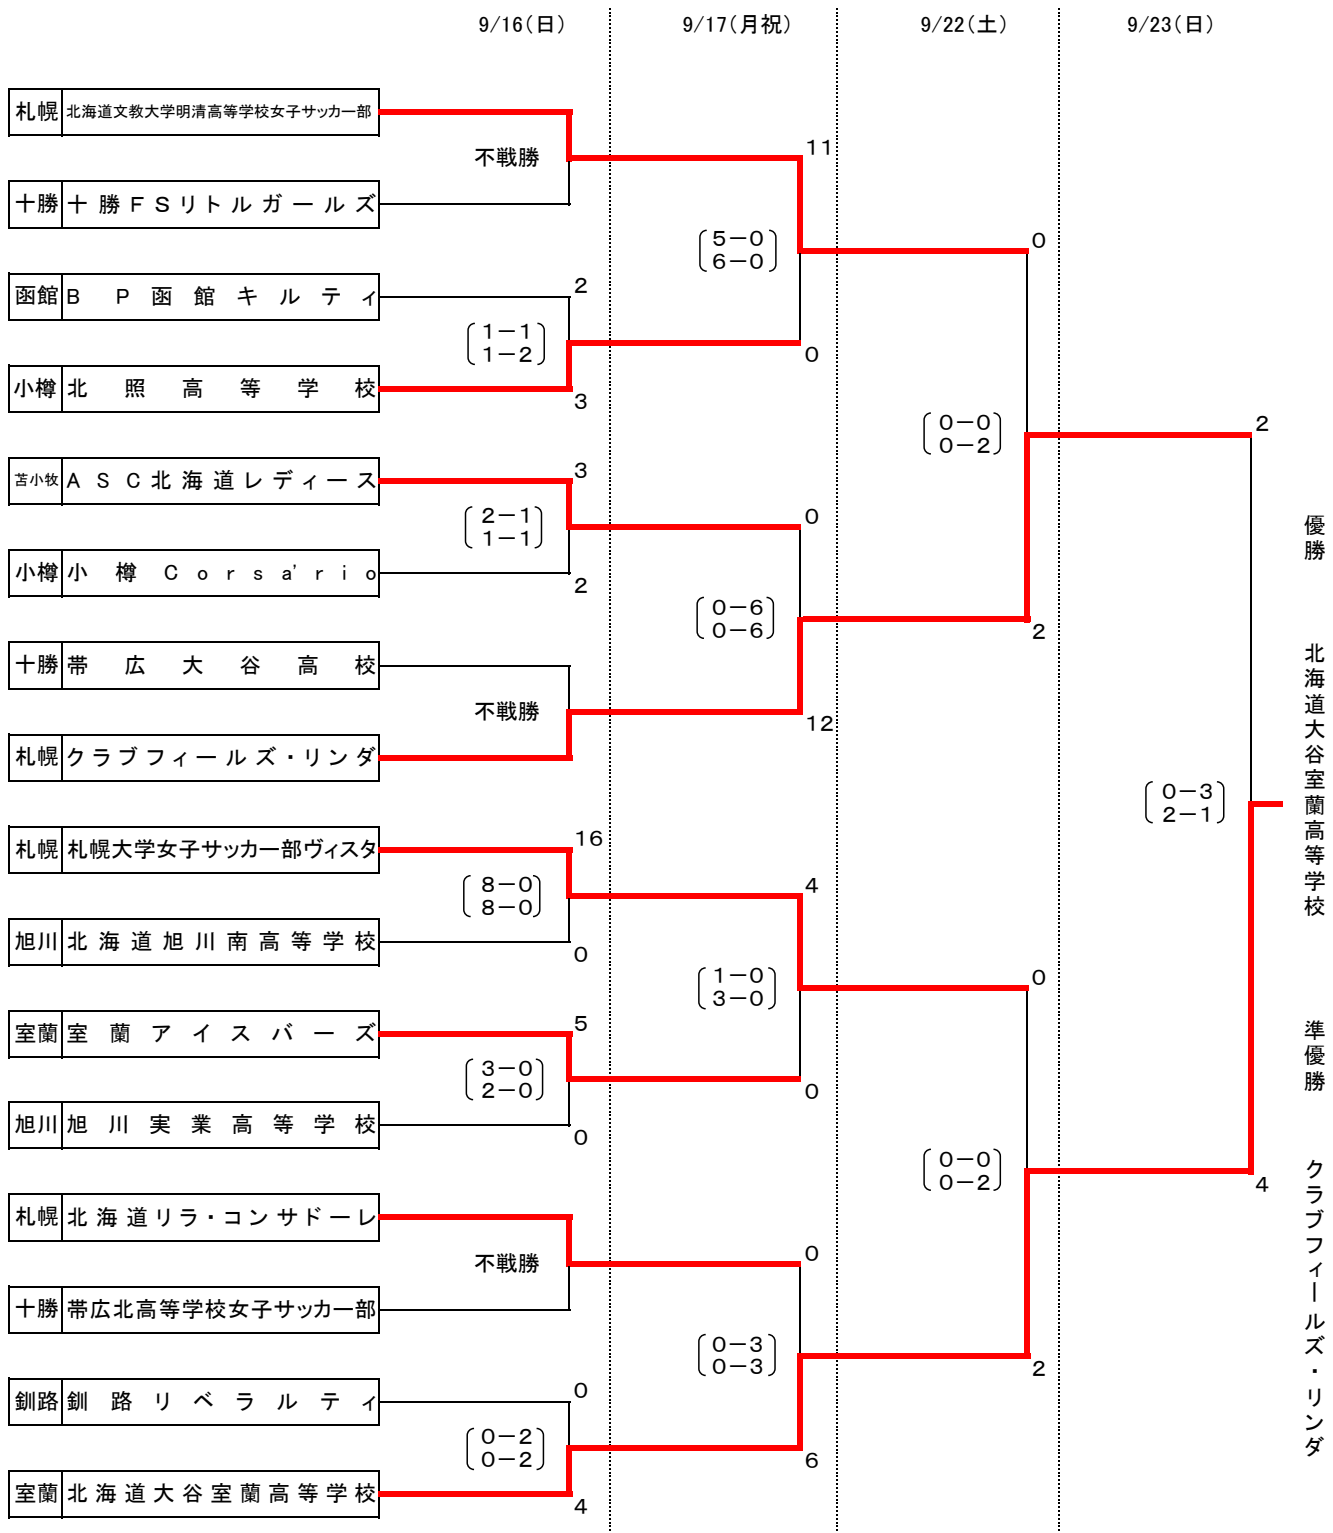 9/16(日) 9/17(月祝) 9/22(土) 9/23(日)
札幌 北海道文教大学明清高等学校女子サッカー部
11
不戦勝
十勝 十勝FSリトルガールズ
5-0
6-0
0
函館 BP函館キルティ
2
1-1
1-2
0
小樽 北照高等学校
3
0-0
0-2
2
苫小牧 ASC北海道レディース
3
2-1
1-1
0
小樽 小樽Corsa'rio
2
0-6
0-6
2
十勝 帯広大谷高校
不戦勝
12
札幌 クラブフィールズ・リンダ
0-3
2-1
札幌 札幌大学女子サッカー部ヴィスタ
16
8-0
8-0
4
旭川 北海道旭川南高等学校
0
1-0
3-0
0
室蘭 室蘭アイスバーズ
5
3-0
2-0
0
旭川 旭川実業高等学校
0
0-0
0-2
4
札幌 北海道リラ・コンサドーレ
不戦勝
0
十勝 帯広北高等学校女子サッカー部
0-3
0-3
2
釧路 釧路リベラルティ
0
0-2
0-2
6
室蘭 北海道大谷室蘭高等学校
4
優勝 北海道大谷室蘭高等学校
準優勝 クラブフィールズ・リンダ